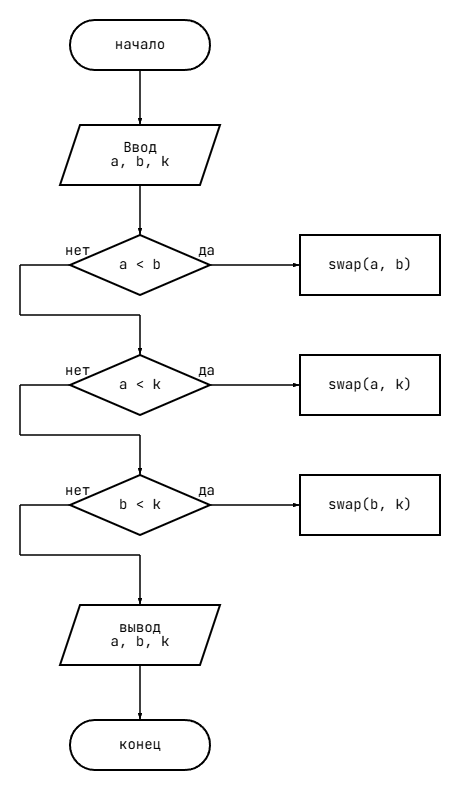 начало
Ввод
a, b, k
нет
да
a < b
swap(a, b)
нет
да
a < k
swap(a, k)
нет
да
b < k
swap(b, k)
вывод
a, b, k
конец